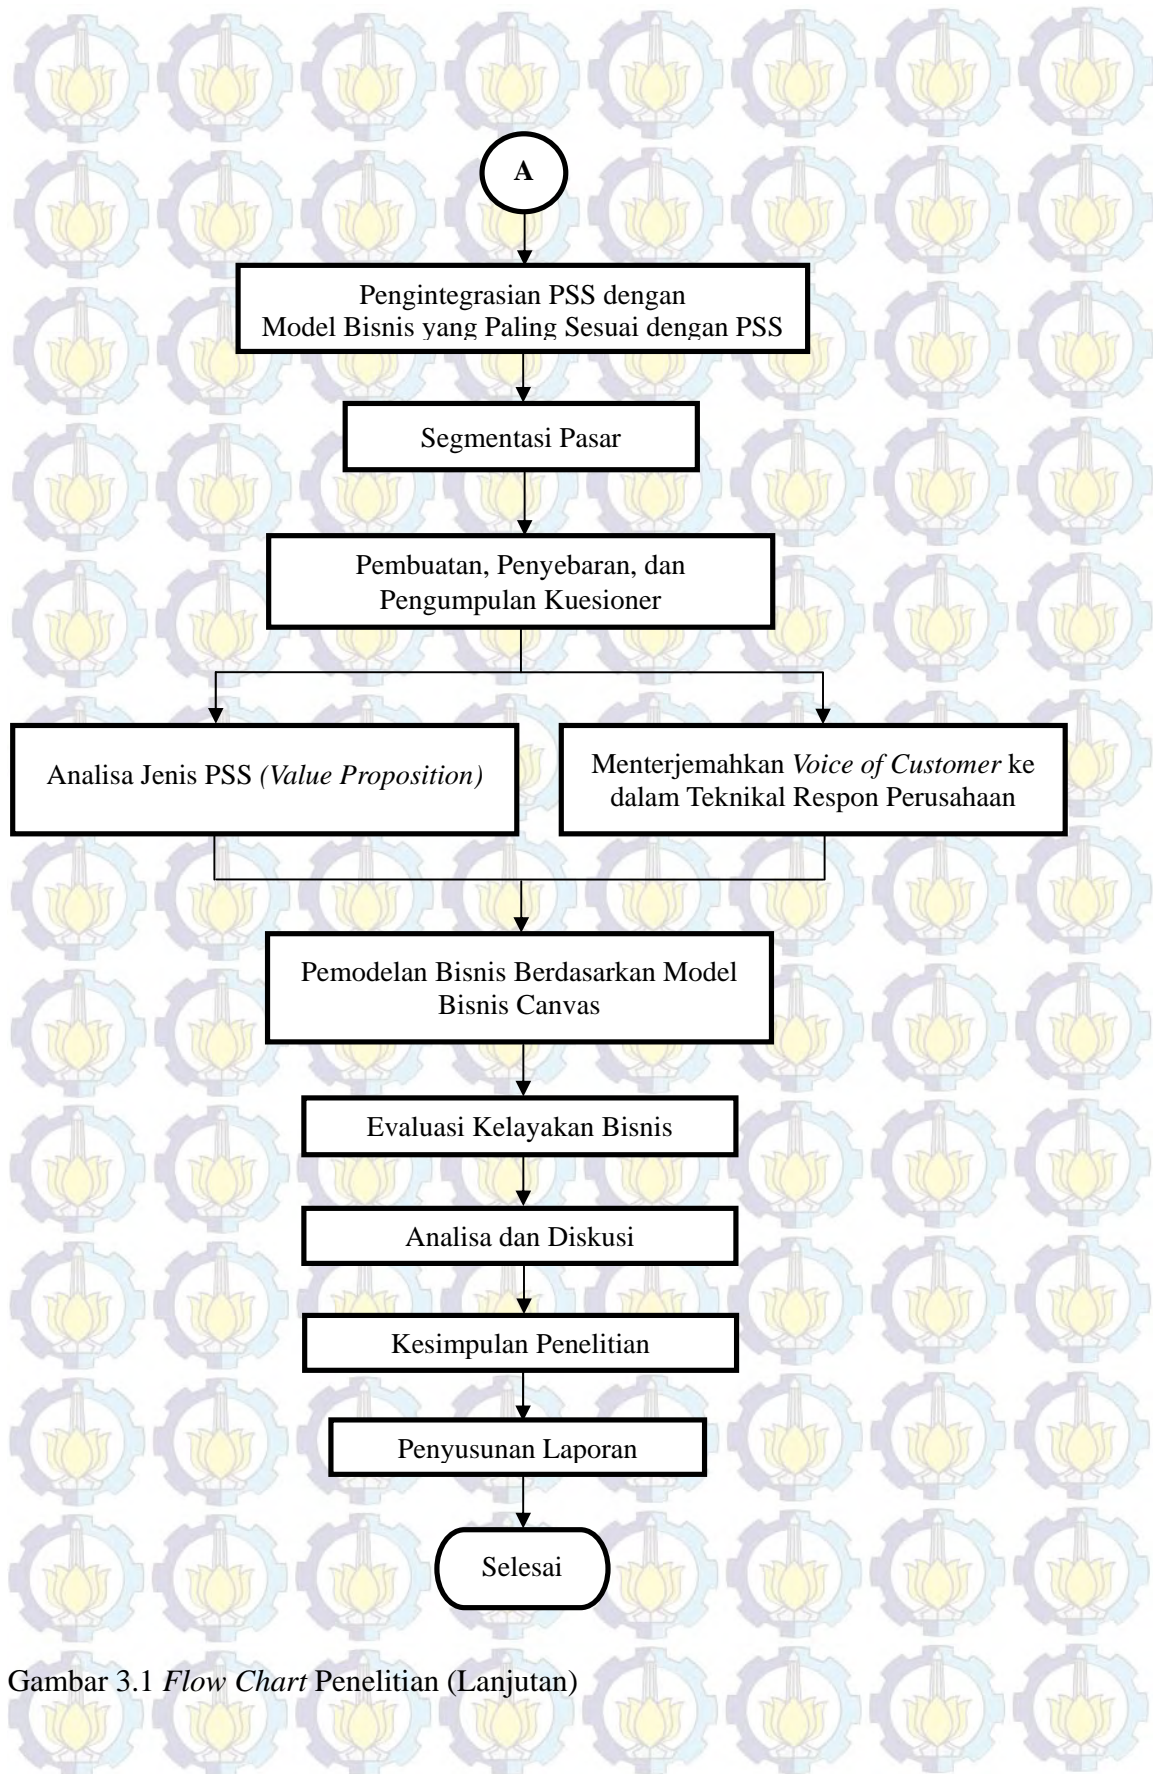 A
Pengintegrasian PSS dengan
Model Bisnis yang Paling Sesuai dengan PSS
Segmentasi Pasar
Pembuatan, Penyebaran, dan
Pengumpulan Kuesioner
Analisa Jenis PSS (Value Proposition)
Menterjemahkan Voice of Customer ke
dalam Teknikal Respon Perusahaan
Pemodelan Bisnis Berdasarkan Model
Bisnis Canvas
Evaluasi Kelayakan Bisnis
Analisa dan Diskusi
Kesimpulan Penelitian
Penyusunan Laporan
Selesai
Gambar 3.1 Flow Chart Penelitian (Lanjutan)